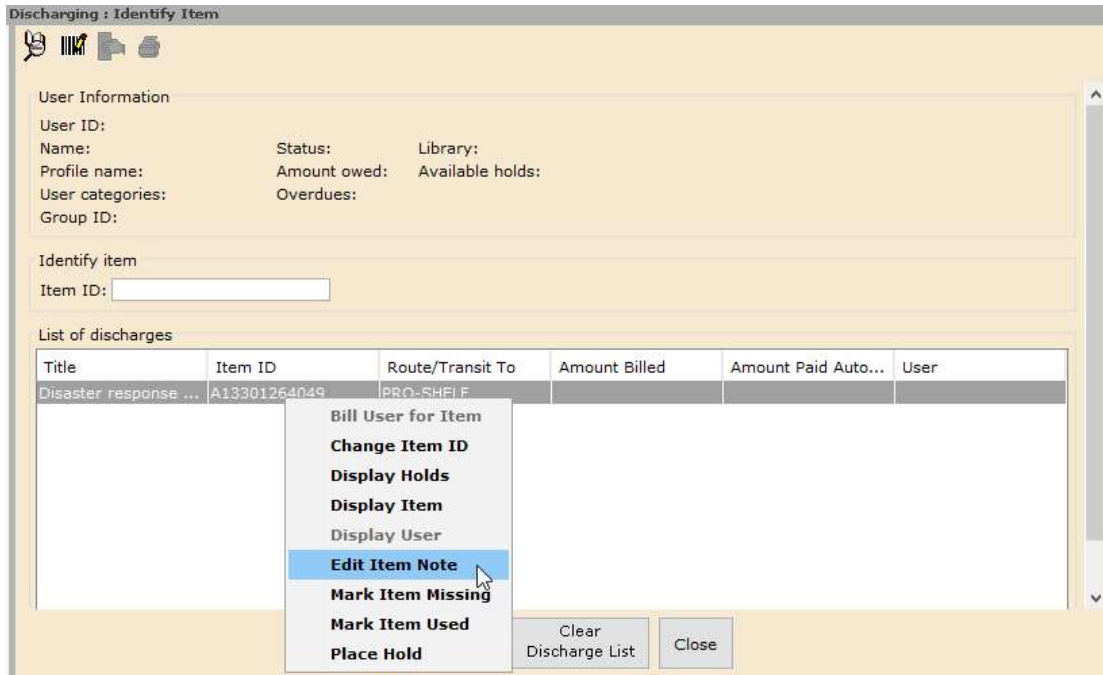 Discharging : Identify Item
User Information
User ID:
Name: Status: Library:
Profile name: Amount owed: Available holds:
User categories: Overdues:
Group ID:
Identify item
Item ID:
List of discharges
Title Item ID Route/Transit To Amount Billed Amount Paid Auto... User
Disaster response ... A13301264049 PRO-SHELF
Bill User for Item
Change Item ID
Display Holds
Display Item
Display User
Edit Item Note
Mark Item Missing
Mark Item Used
Place Hold
Clear
Discharge List
Close